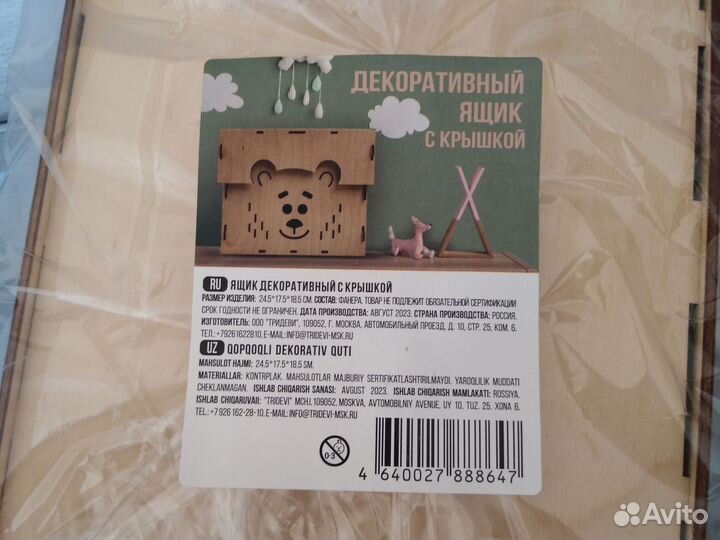 ДЕКОРАТИВНЫЙ
ЯЩИК
С КРЫШКОЙ
RU ЯЩИК ДЕКОРАТИВНЫЙ С КРЫШКОЙ
РАЗМЕР ИЗДЕЛИЯ: 24.5*17.5*18.5 СМ. СОСТАВ: ФАНЕРА. ТОВАР НЕ ПОДЛЕЖИТ ОБЯЗАТЕЛЬНОЙ СЕРТИФИКАЦИИ
СРОК ГОДНОСТИ НЕ ОГРАНИЧЕН. ДАТА ПРОИЗВОДСТВА: АВГУСТ 2023. СТРАНА ПРОИЗВОДСТВА: РОССИЯ.
ИЗГОТОВИТЕЛЬ: ООО "ТРИДЕВИ", 109052, Г. МОСКВА, АВТОМОБИЛЬНЫЙ ПРОЕЗД, Д. 10, СТР. 25, КОМ. 6.
ТЕЛ.:+79261622810. E-MAIL:INFO@TRIDEVI-MSK.RU
UZ QOPQOQLI DEKORATIV QUTI
MAHSULOT HAJMI: 24.5*17.5*18.5 SM.
MATERIALLAR: KONTRPLAK. MAHSULOTLAR MAJBURIY SERTIFIKATLASHTIRILMAYDI. YAROQLILIK MUDDATI
CHEKLANMAGAN. ISHLAB CHIQARISH SANASI: AVGUST 2023. ISHLAB CHIQARISH MAMLAKATI: ROSSIYA.
ISHLAB CHIQARUVAII: "TRIDEVI" MCHJ,109052, MOSKVA, AVTOMOBILNIY AVENUE, UY 10, TUZ. 25. XONA 6.
TEL.:+7 926 162-28-10. E-MAIL: INFO@TRIDEVI-MSK.RU
0-3
4 640027 888647
Avito